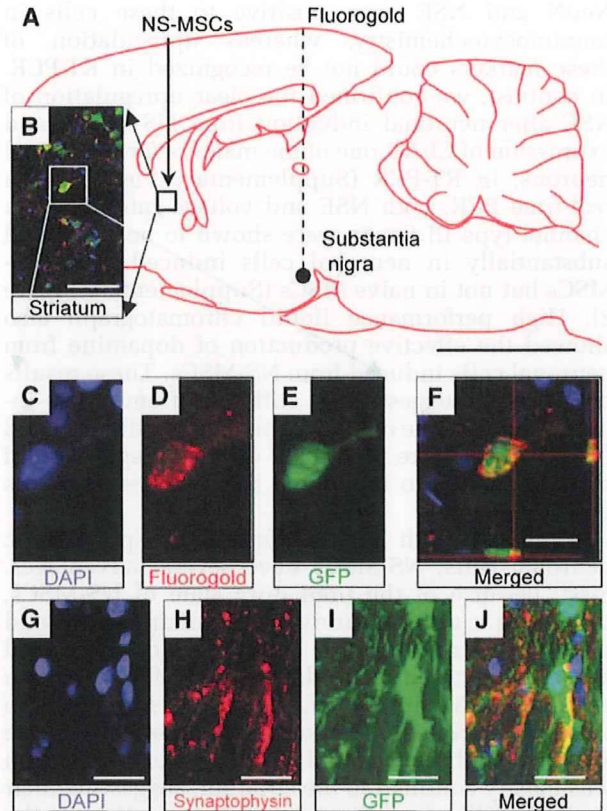 A
NS-MSCs
Fluorogold
B
Striatum
Substantia
nigra
C
D
E
F
DAPI
Fluorogold
GFP
Merged
G
H
I
J
DAPI
Synaptophysin
GFP
Merged